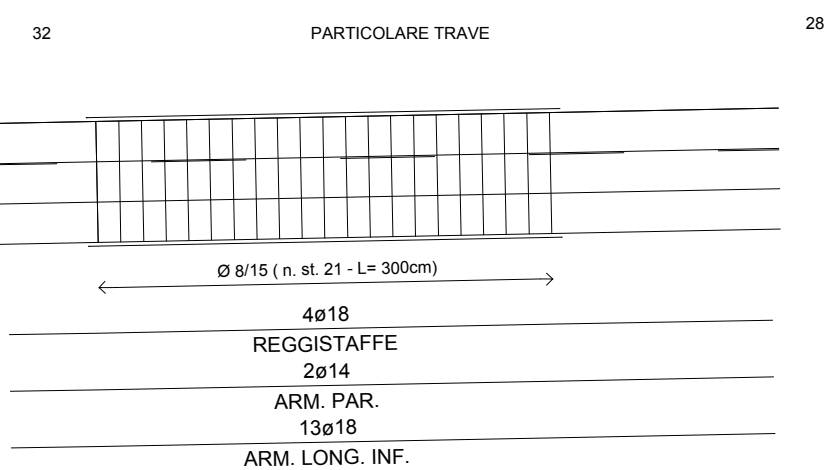 32 PARTICOLARE TRAVE 28
Ø 8/15 ( n. st. 21 - L= 300cm)
4ø18
REGGISTAFFE
2ø14
ARM. PAR.
13ø18
ARM. LONG. INF.